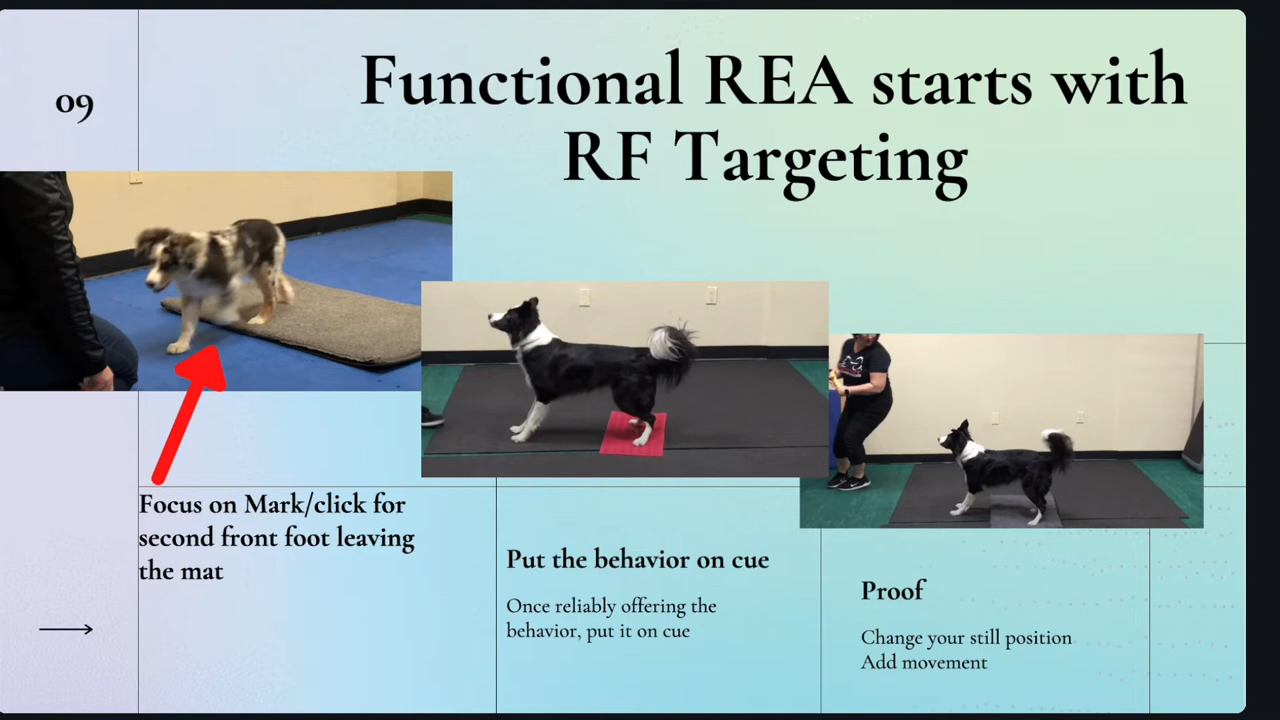 09
Functional REA starts with
RF Targeting
Focus on Mark/click for
second front foot leaving
the mat
Put the behavior on cue
Once reliably offering the
behavior, put it on cue
Proof
Change your still position
Add movement